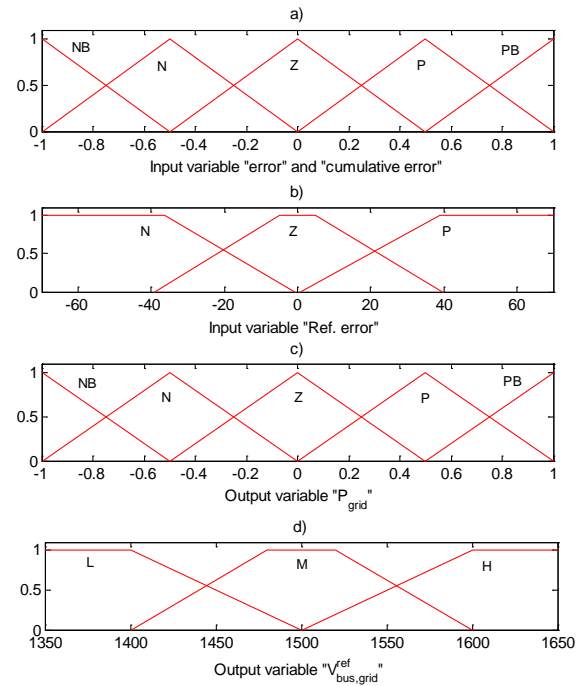 a)
1
0.5
0
NB
N
Z
P
PB
-1 -0.8 -0.6 -0.4 -0.2 0 0.2 0.4 0.6 0.8 1
Input variable "error" and "cumulative error"
b)
1
0.5
0
N
Z
P
-60 -40 -20 0 20 40 60
Input variable "Ref. error"
c)
1
0.5
0
NB
N
Z
P
PB
-1 -0.8 -0.6 -0.4 -0.2 0 0.2 0.4 0.6 0.8 1
Output variable "P_grid"
d)
1
0.5
0
L
M
H
1350 1400 1450 1500 1550 1600 1650
Output variable "V^ref_bus,grid"